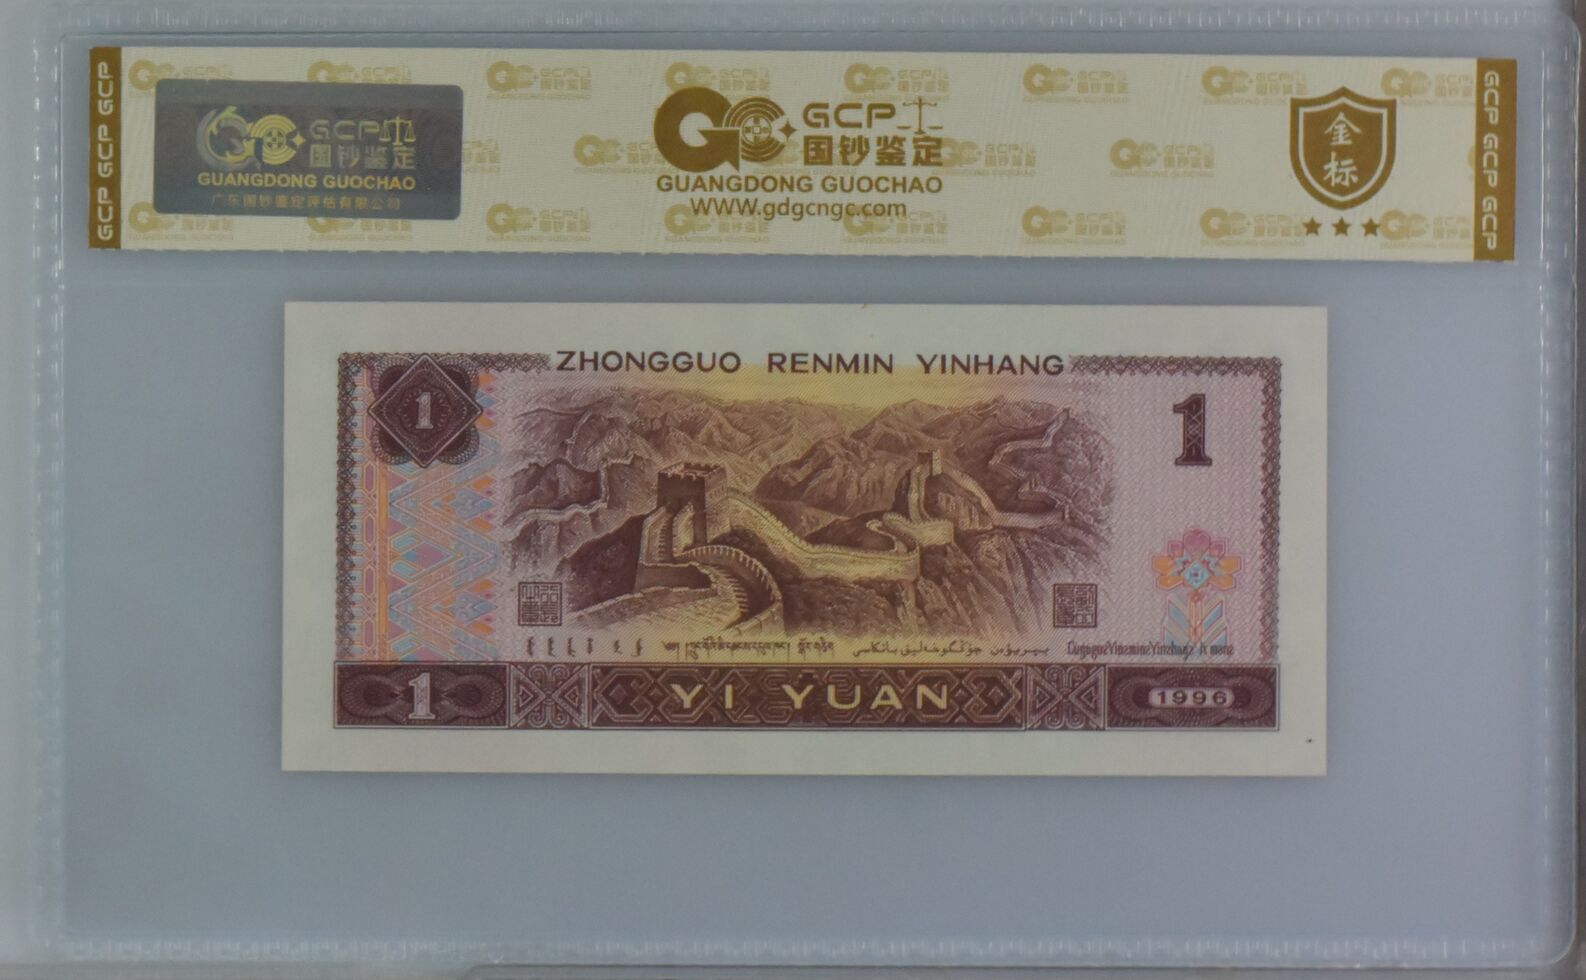 GCP 国钞鉴定
GUANGDONG GUOCHAO
广东国钞鉴定评估有限公司
GCP 国钞鉴定
GUANGDONG GUOCHAO
WWW.gdgcngc.com
金标
GCP GCP GCP
GCP GCP GCP
ZHONGGUO RENMIN YINHANG
1
1
YI YUAN
1
1996